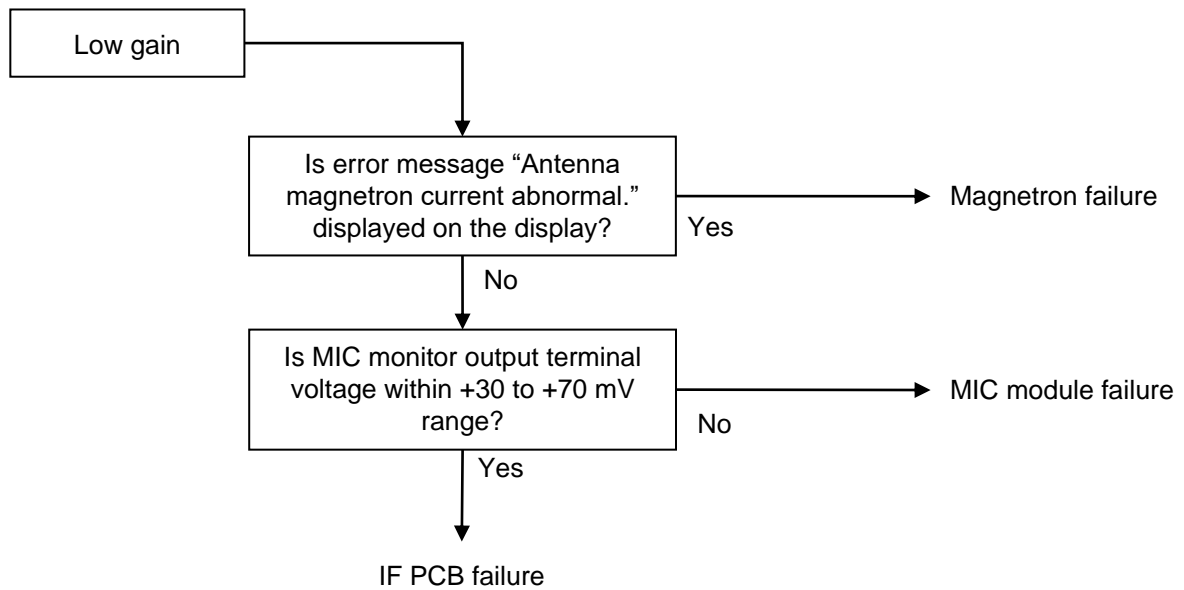 Low gain
Is error message “Antenna
magnetron current abnormal.”
displayed on the display?
Yes
Magnetron failure
No
Is MIC monitor output terminal
voltage within +30 to +70 mV
range?
No
MIC module failure
Yes
IF PCB failure